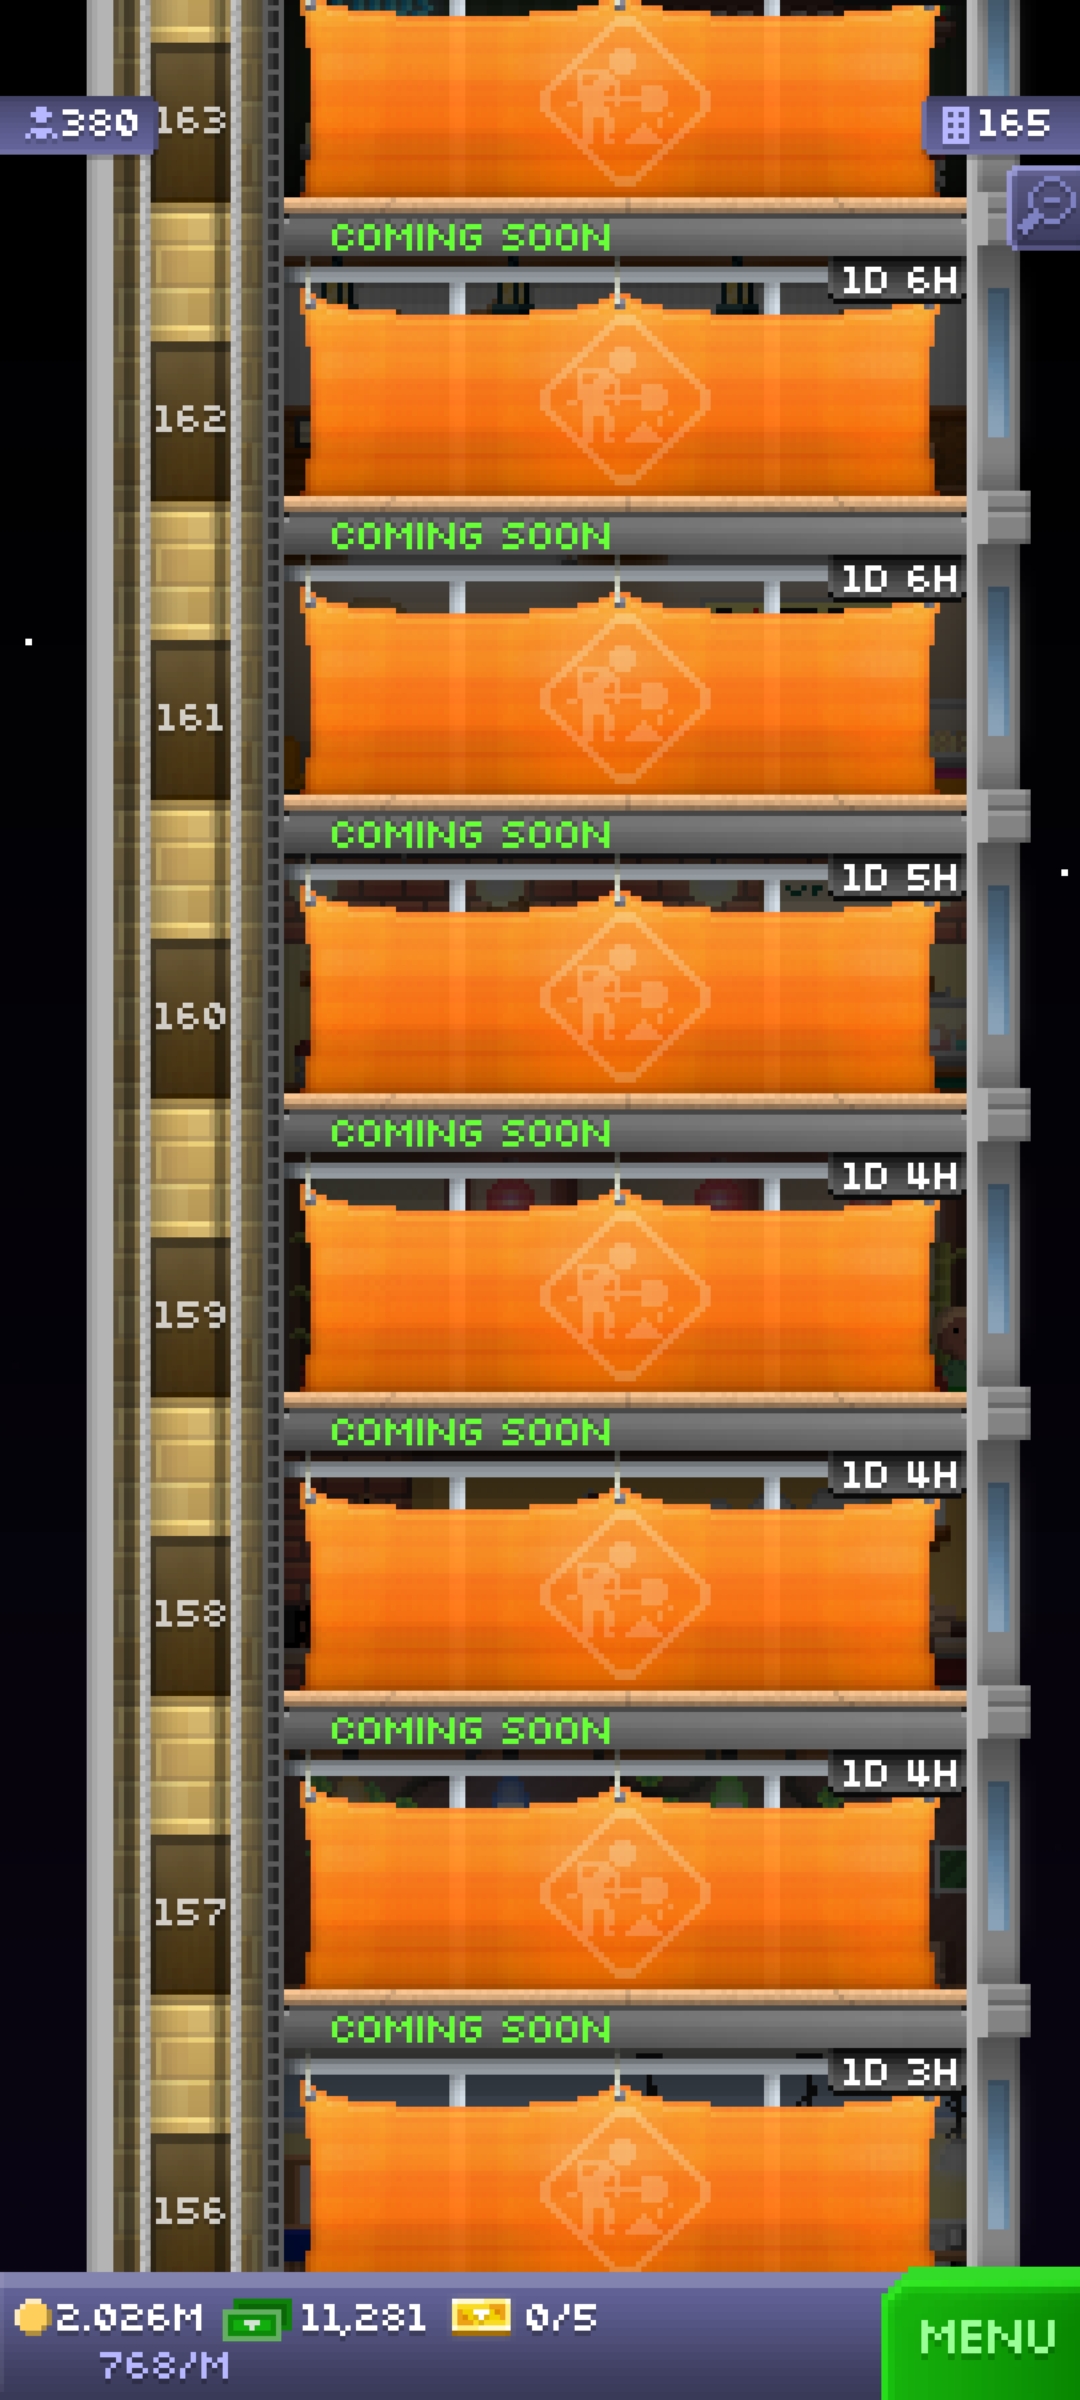 163
380
165
COMING SOON
1D 6H
162
COMING SOON
1D 6H
161
COMING SOON
1D 5H
160
COMING SOON
1D 4H
159
COMING SOON
1D 4H
158
COMING SOON
1D 4H
157
COMING SOON
1D 3H
156
2.026M 11,281 0/5
768/M
MENU